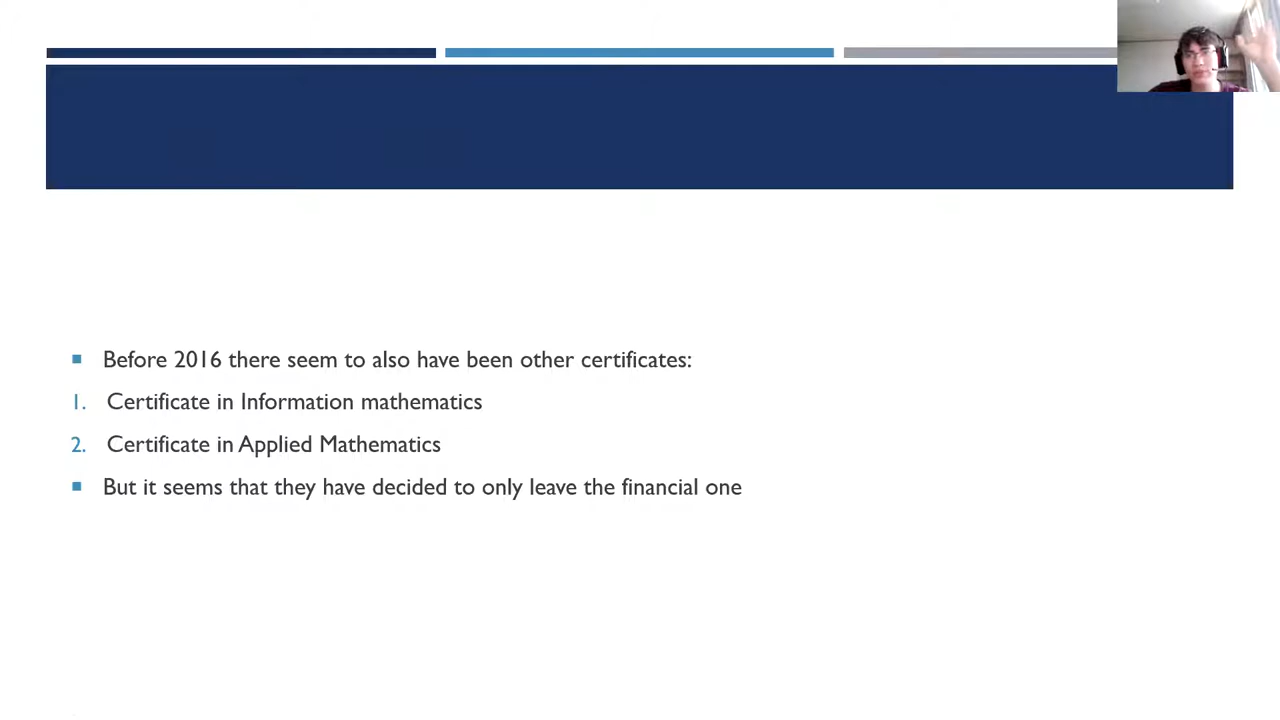 Before 2016 there seem to also have been other certificates:
1. Certificate in Information mathematics
2. Certificate in Applied Mathematics
But it seems that they have decided to only leave the financial one